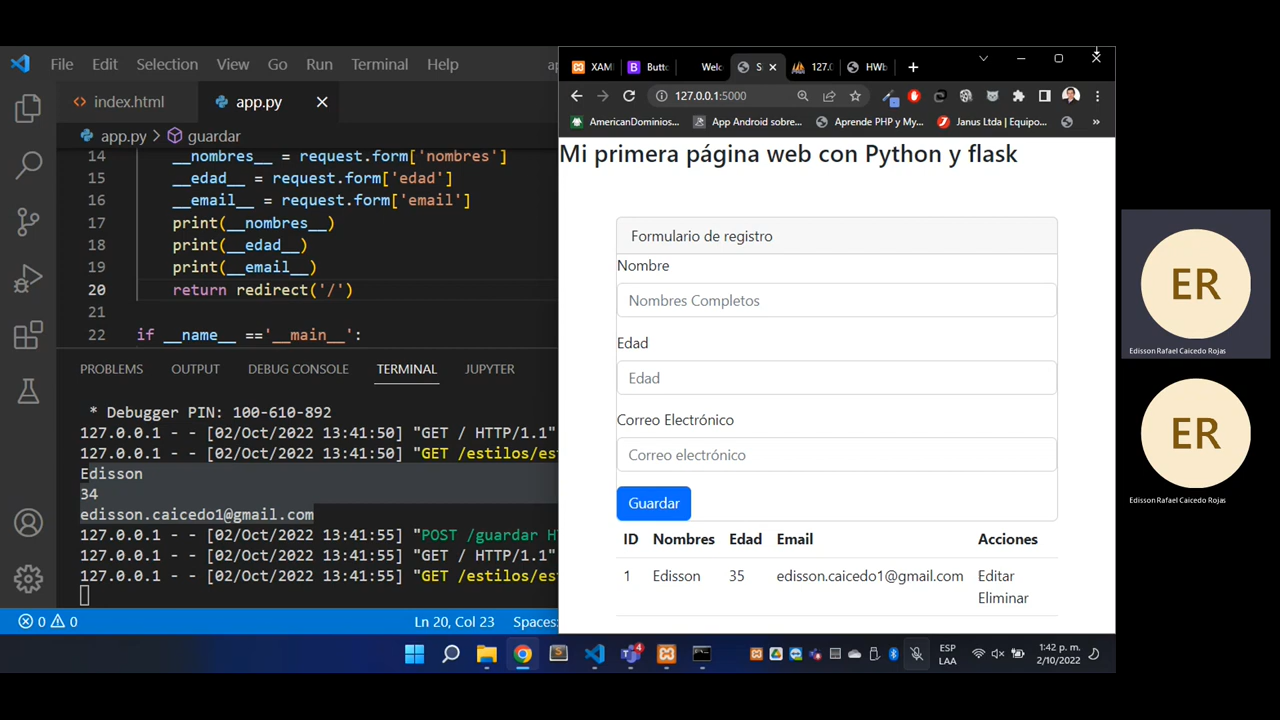 File Edit Selection View Go Run Terminal Help
index.html app.py
app.py guardar
14 __nombres__ = request.form['nombres']
15 __edad__ = request.form['edad']
16 __email__ = request.form['email']
17 print(__nombres__)
18 print(__edad__)
19 print(__email__)
20 return redirect('/')
21
22 if __name__ =='__main__':
PROBLEMS OUTPUT DEBUG CONSOLE TERMINAL JUPYTER
* Debugger PIN: 100-610-892
127.0.0.1 - - [02/Oct/2022 13:41:50] "GET / HTTP/1.1"
127.0.0.1 - - [02/Oct/2022 13:41:50] "GET /estilos/es
Edisson
34
edisson.caicedo1@gmail.com
127.0.0.1 - - [02/Oct/2022 13:41:55] "POST /guardar H
127.0.0.1 - - [02/Oct/2022 13:41:55] "GET / HTTP/1.1"
127.0.0.1 - - [02/Oct/2022 13:41:55] "GET /estilos/es
0 0 Ln 20, Col 23 Spaces:
XAM Butto Welc S 127.0 HWb
127.0.0.1:5000
AmericanDominios... App Android sobre... Aprende PHP y My... Janus Ltda | Equipo... »
Mi primera página web con Python y flask
Formulario de registro
Nombre
Nombres Completos
Edad
Edad
Correo Electrónico
Correo electrónico
Guardar
ID Nombres Edad Email Acciones
1 Edisson 35 edisson.caicedo1@gmail.com Editar
Eliminar
ER
Edisson Rafael Caicedo Rojas
ER
Edisson Rafael Caicedo Rojas
4
ESP
LAA
1:42 p. m.
2/10/2022